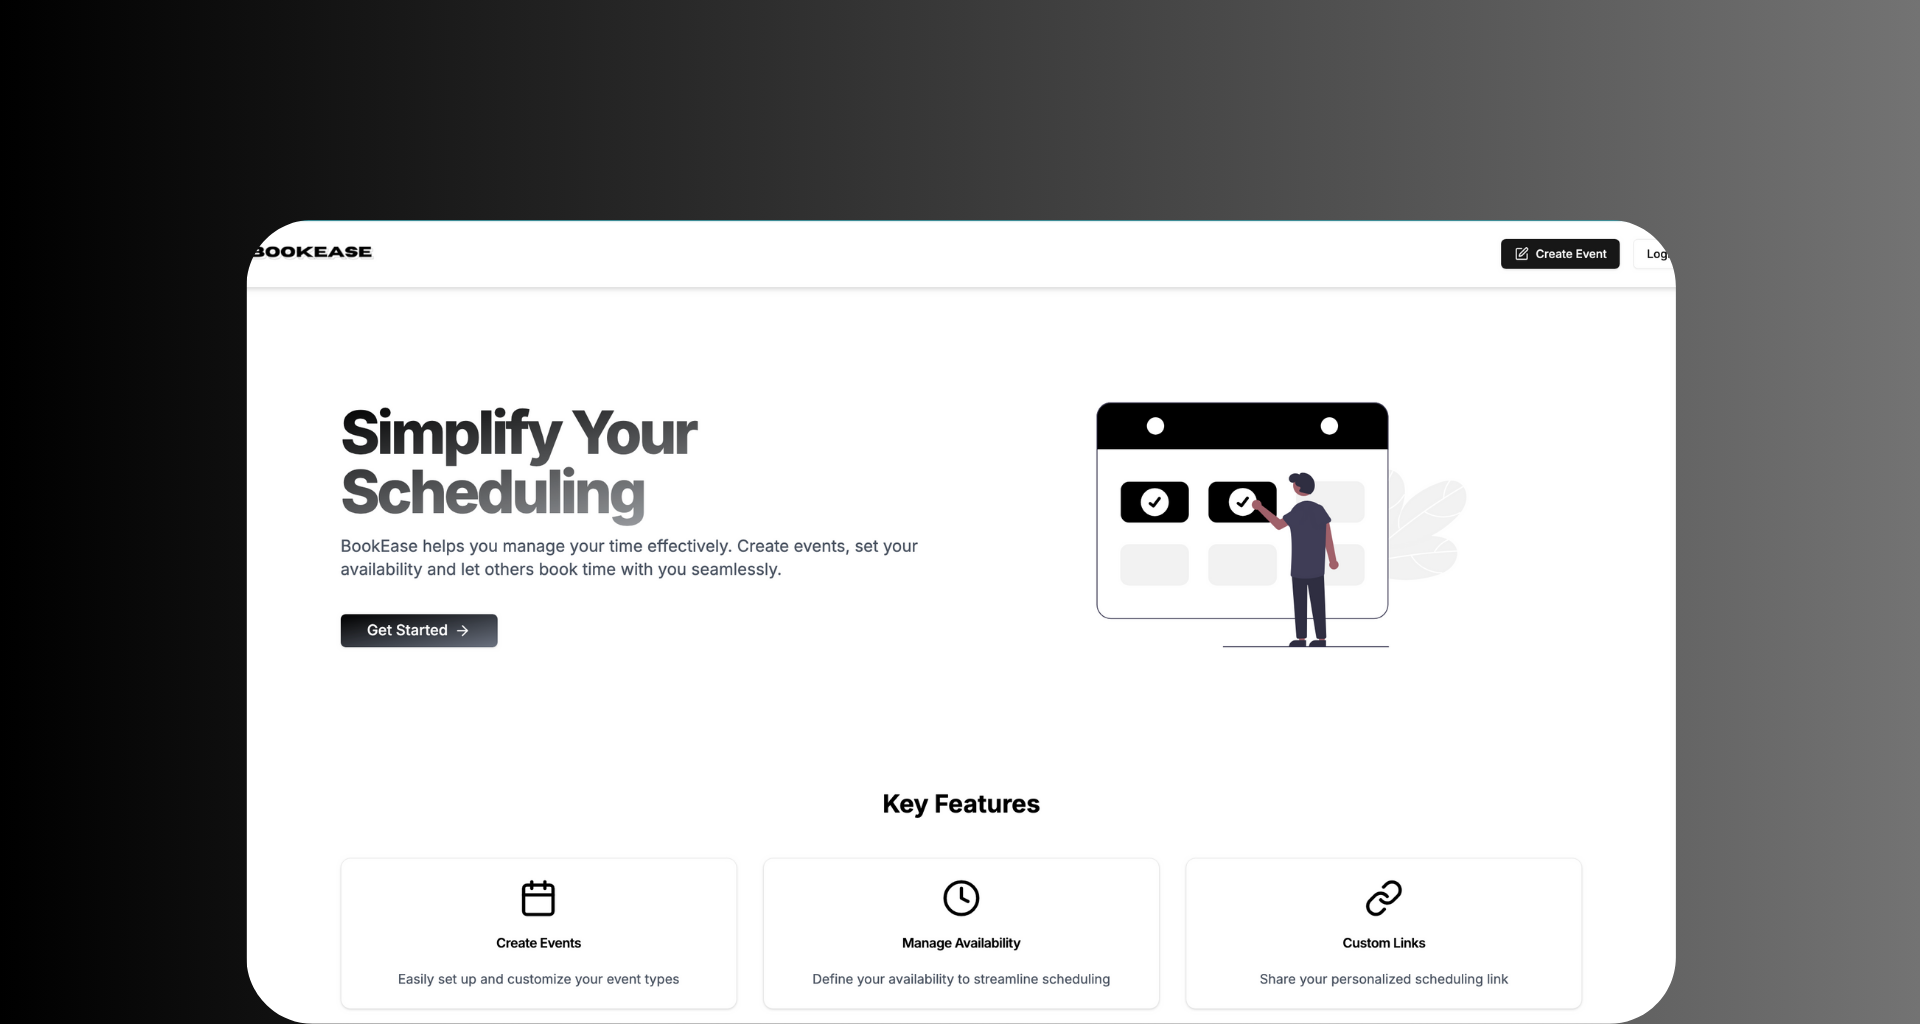 BOOKEASE
Create Event
Simplify Your
Scheduling
BookEase helps you manage your time effectively. Create events, set your
availability and let others book time with you seamlessly.
Get Started
Key Features
Create Events
Manage Availability
Custom Links
Easily set up and customize your event types
Define your availability to streamline scheduling
Share your personalized scheduling link